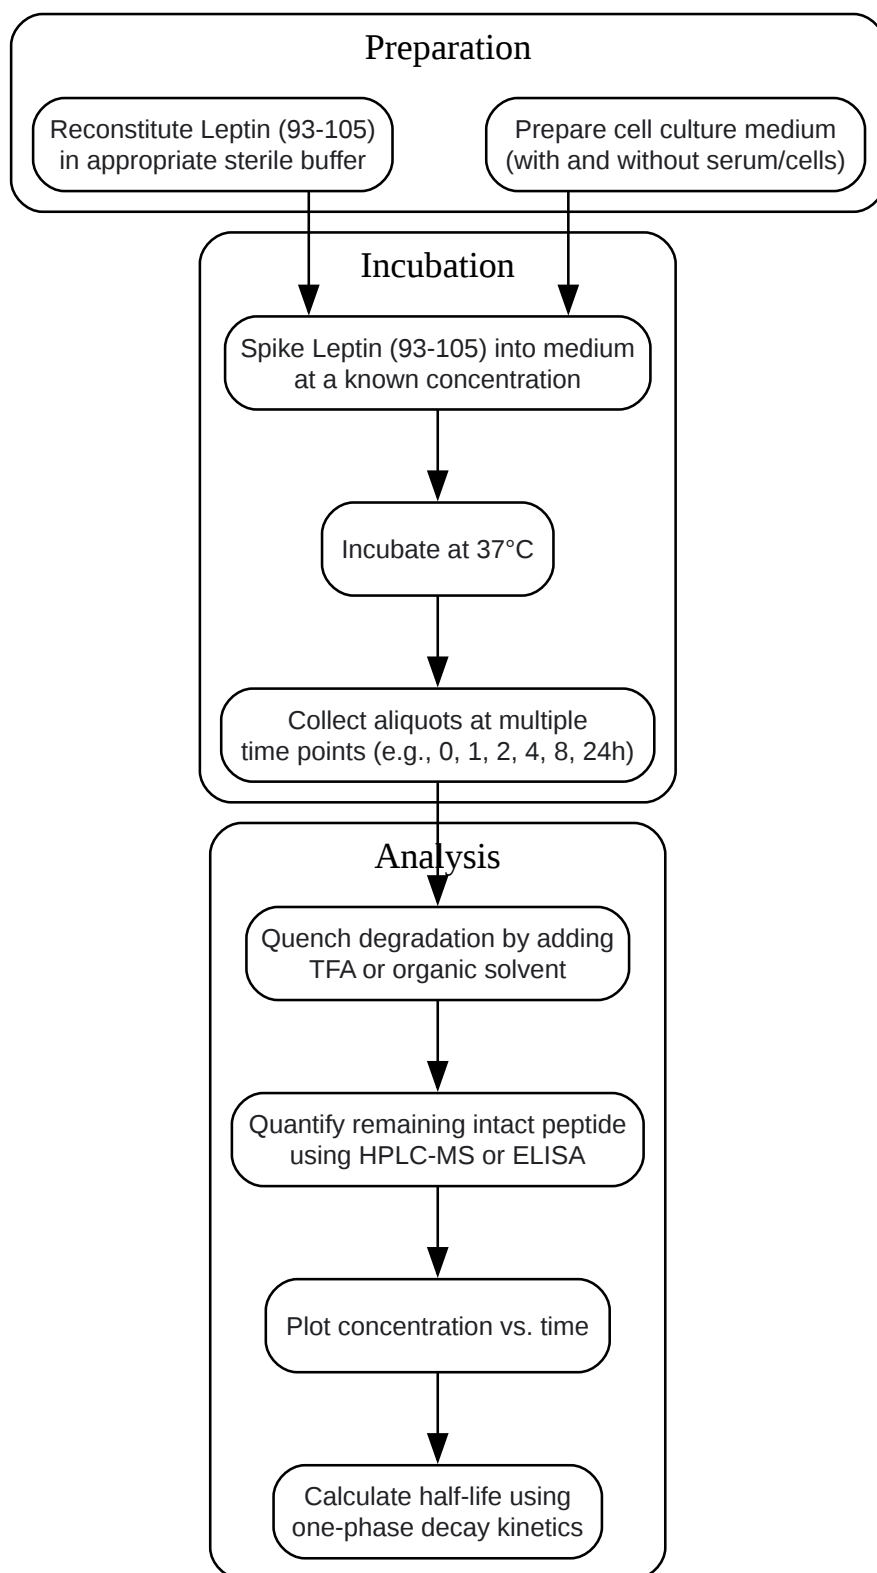 Preparation
Reconstitute Leptin (93-105)
in appropriate sterile buffer
Prepare cell culture medium
(with and without serum/cells)
Incubation
Spike Leptin (93-105) into medium
at a known concentration
Incubate at 37°C
Collect aliquots at multiple
time points (e.g., 0, 1, 2, 4, 8, 24h)
Analysis
Quench degradation by adding
TFA or organic solvent
Quantify remaining intact peptide
using HPLC-MS or ELISA
Plot concentration vs. time
Calculate half-life using
one-phase decay kinetics